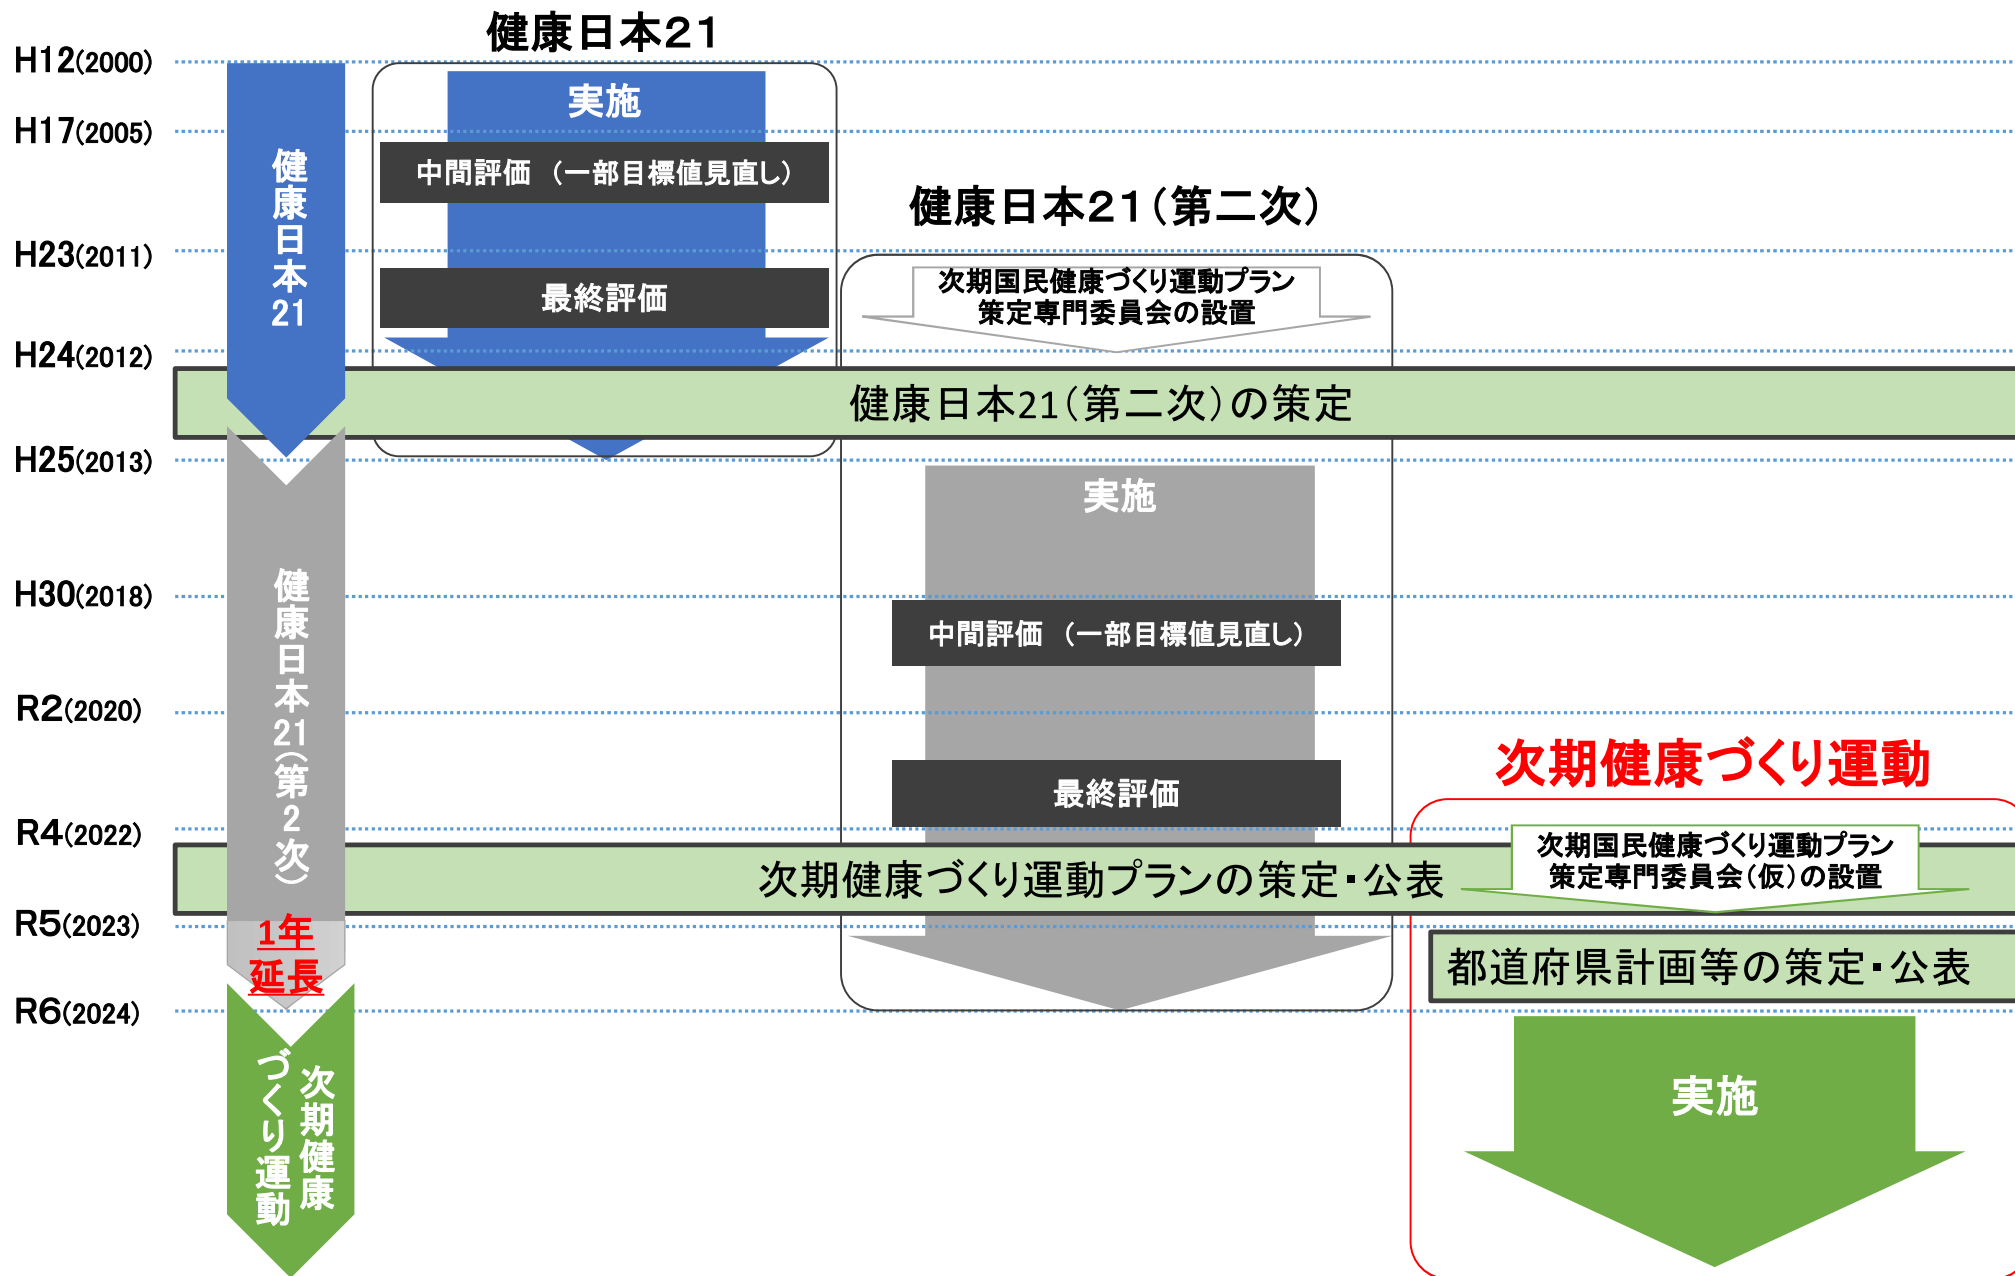 健康日本２１
H12(2000)
実施
H17(2005)
中間評価 （一部目標値見直し）
健康日本21
健康日本２１（第二次）
H23(2011)
次期国民健康づくり運動プラン
策定専門委員会の設置
最終評価
H24(2012)
健康日本21（第二次）の策定
H25(2013)
実施
H30(2018)
中間評価 （一部目標値見直し）
健康日本21（第2次）
R2(2020)
次期健康づくり運動
最終評価
R4(2022)
次期国民健康づくり運動プラン
策定専門委員会（仮）の設置
次期健康づくり運動プランの策定・公表
R5(2023)
1年
延長
都道府県計画等の策定・公表
R6(2024)
次期健康
づくり運動
実施